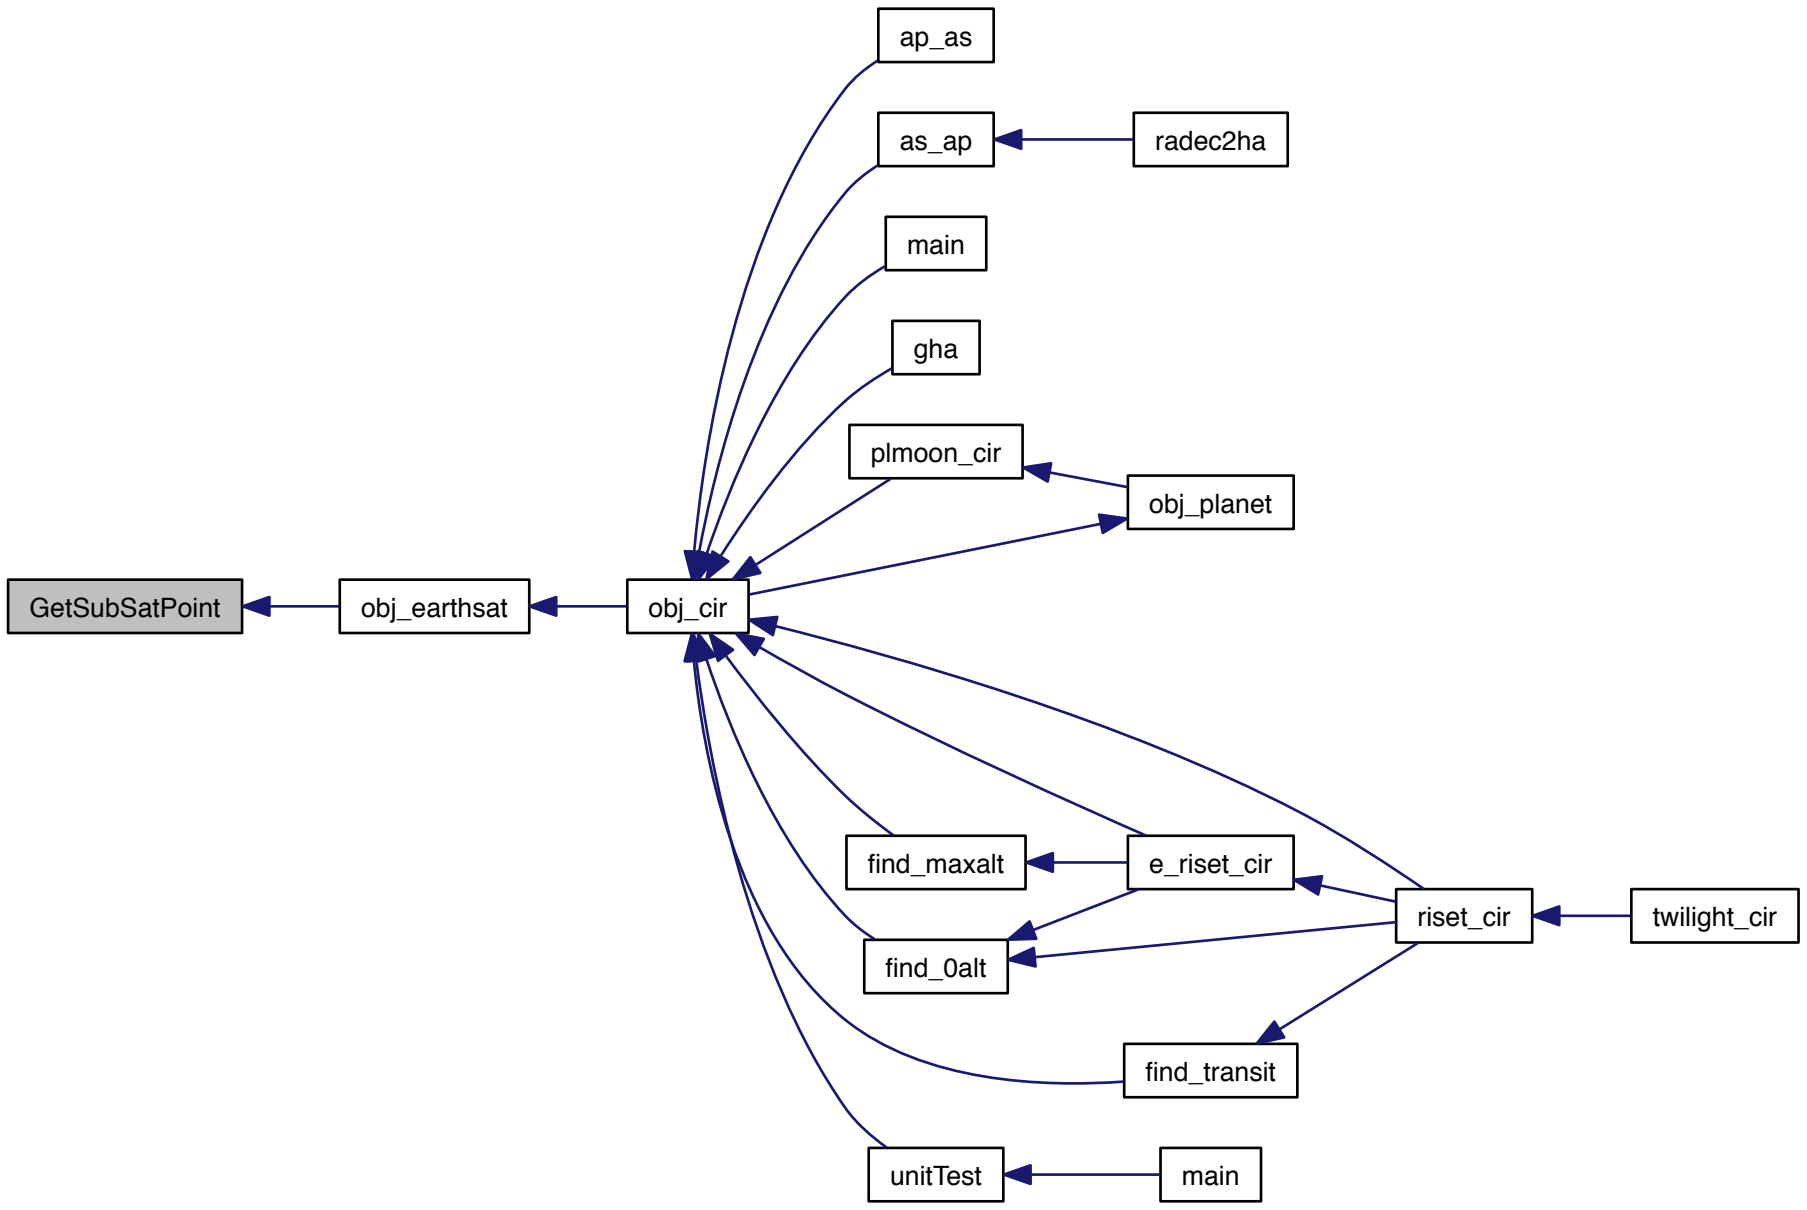 ap_as
as_ap
radec2ha
main
gha
plmoon_cir
obj_planet
GetSubSatPoint
obj_earthsat
obj_cir
find_maxalt
e_riset_cir
riset_cir
twilight_cir
find_0alt
find_transit
unitTest
main